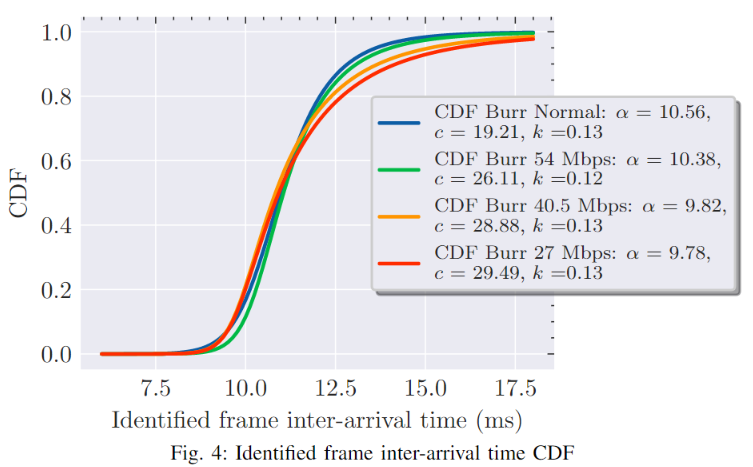 1.0
0.8
0.6
0.4
0.2
0.0
CDF
CDF Burr Normal: α = 10.56,
c = 19.21, k =0.13
CDF Burr 54 Mbps: α = 10.38,
c = 26.11, k =0.12
CDF Burr 40.5 Mbps: α = 9.82,
c = 28.88, k =0.13
CDF Burr 27 Mbps: α = 9.78,
c = 29.49, k =0.13
7.5 10.0 12.5 15.0 17.5
Identified frame inter-arrival time (ms)
Fig. 4: Identified frame inter-arrival time CDF